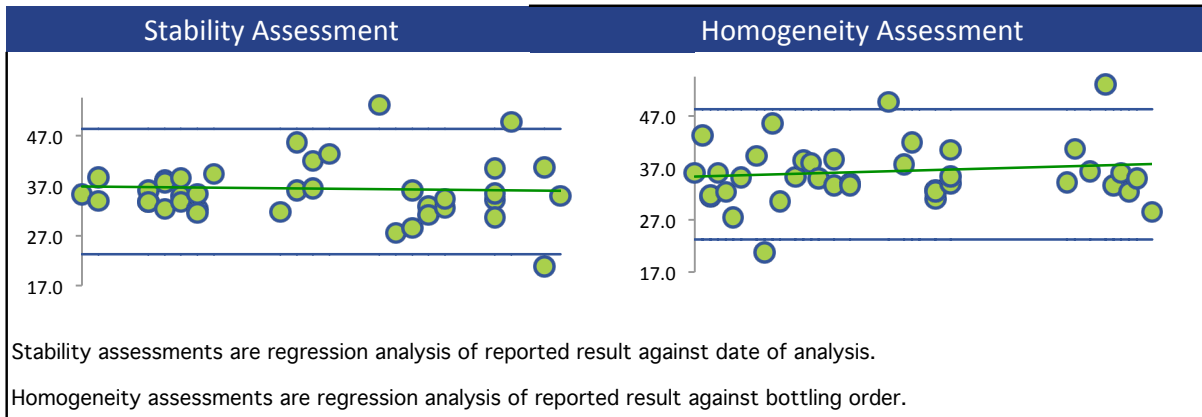 Stability Assessment
Homogeneity Assessment
47.0
37.0
27.0
17.0
47.0
37.0
27.0
17.0
Stability assessments are regression analysis of reported result against date of analysis.
Homogeneity assessments are regression analysis of reported result against bottling order.